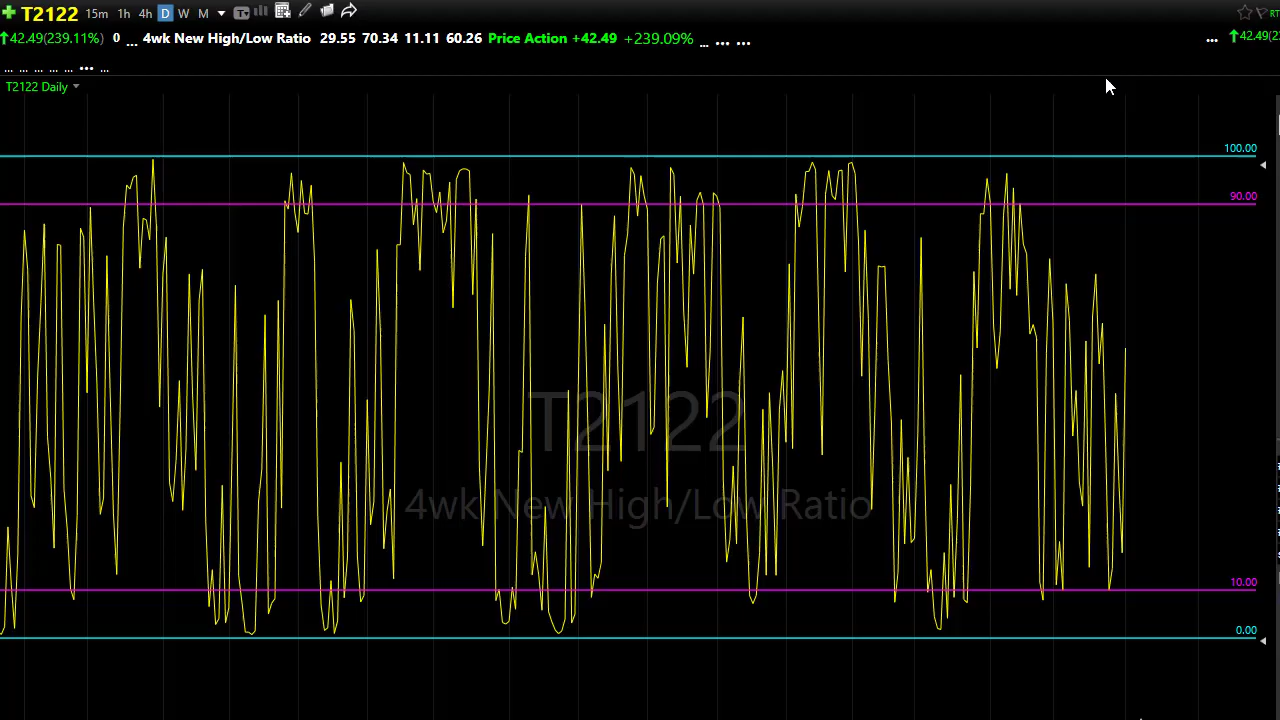 T2122 15m 1h 4h D W M RT
42.49(239.11%) 0 ... 4wk New High/Low Ratio 29.55 70.34 11.11 60.26 Price Action +42.49 +239.09% ... ... ... ... 42.49(2
... ... ... ... ... ... ...
T2122 Daily
100.00
90.00
T2122
4wk New High/Low Ratio
10.00
0.00